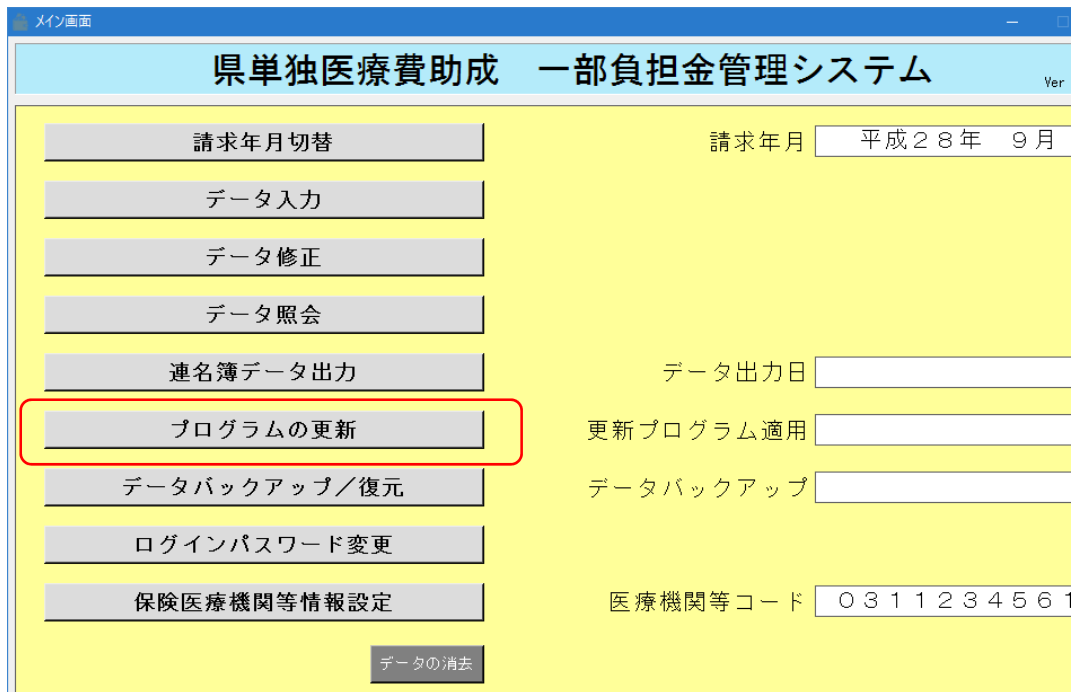 メイン画面
県単独医療費助成　一部負担金管理システム
Ver
請求年月切替
請求年月 平成２８年　９月
データ入力
データ修正
データ照会
連名簿データ出力
データ出力日
プログラムの更新
更新プログラム適用
データバックアップ／復元
データバックアップ
ログインパスワード変更
保険医療機関等情報設定
医療機関等コード ０３１１２３４５６１
データの消去